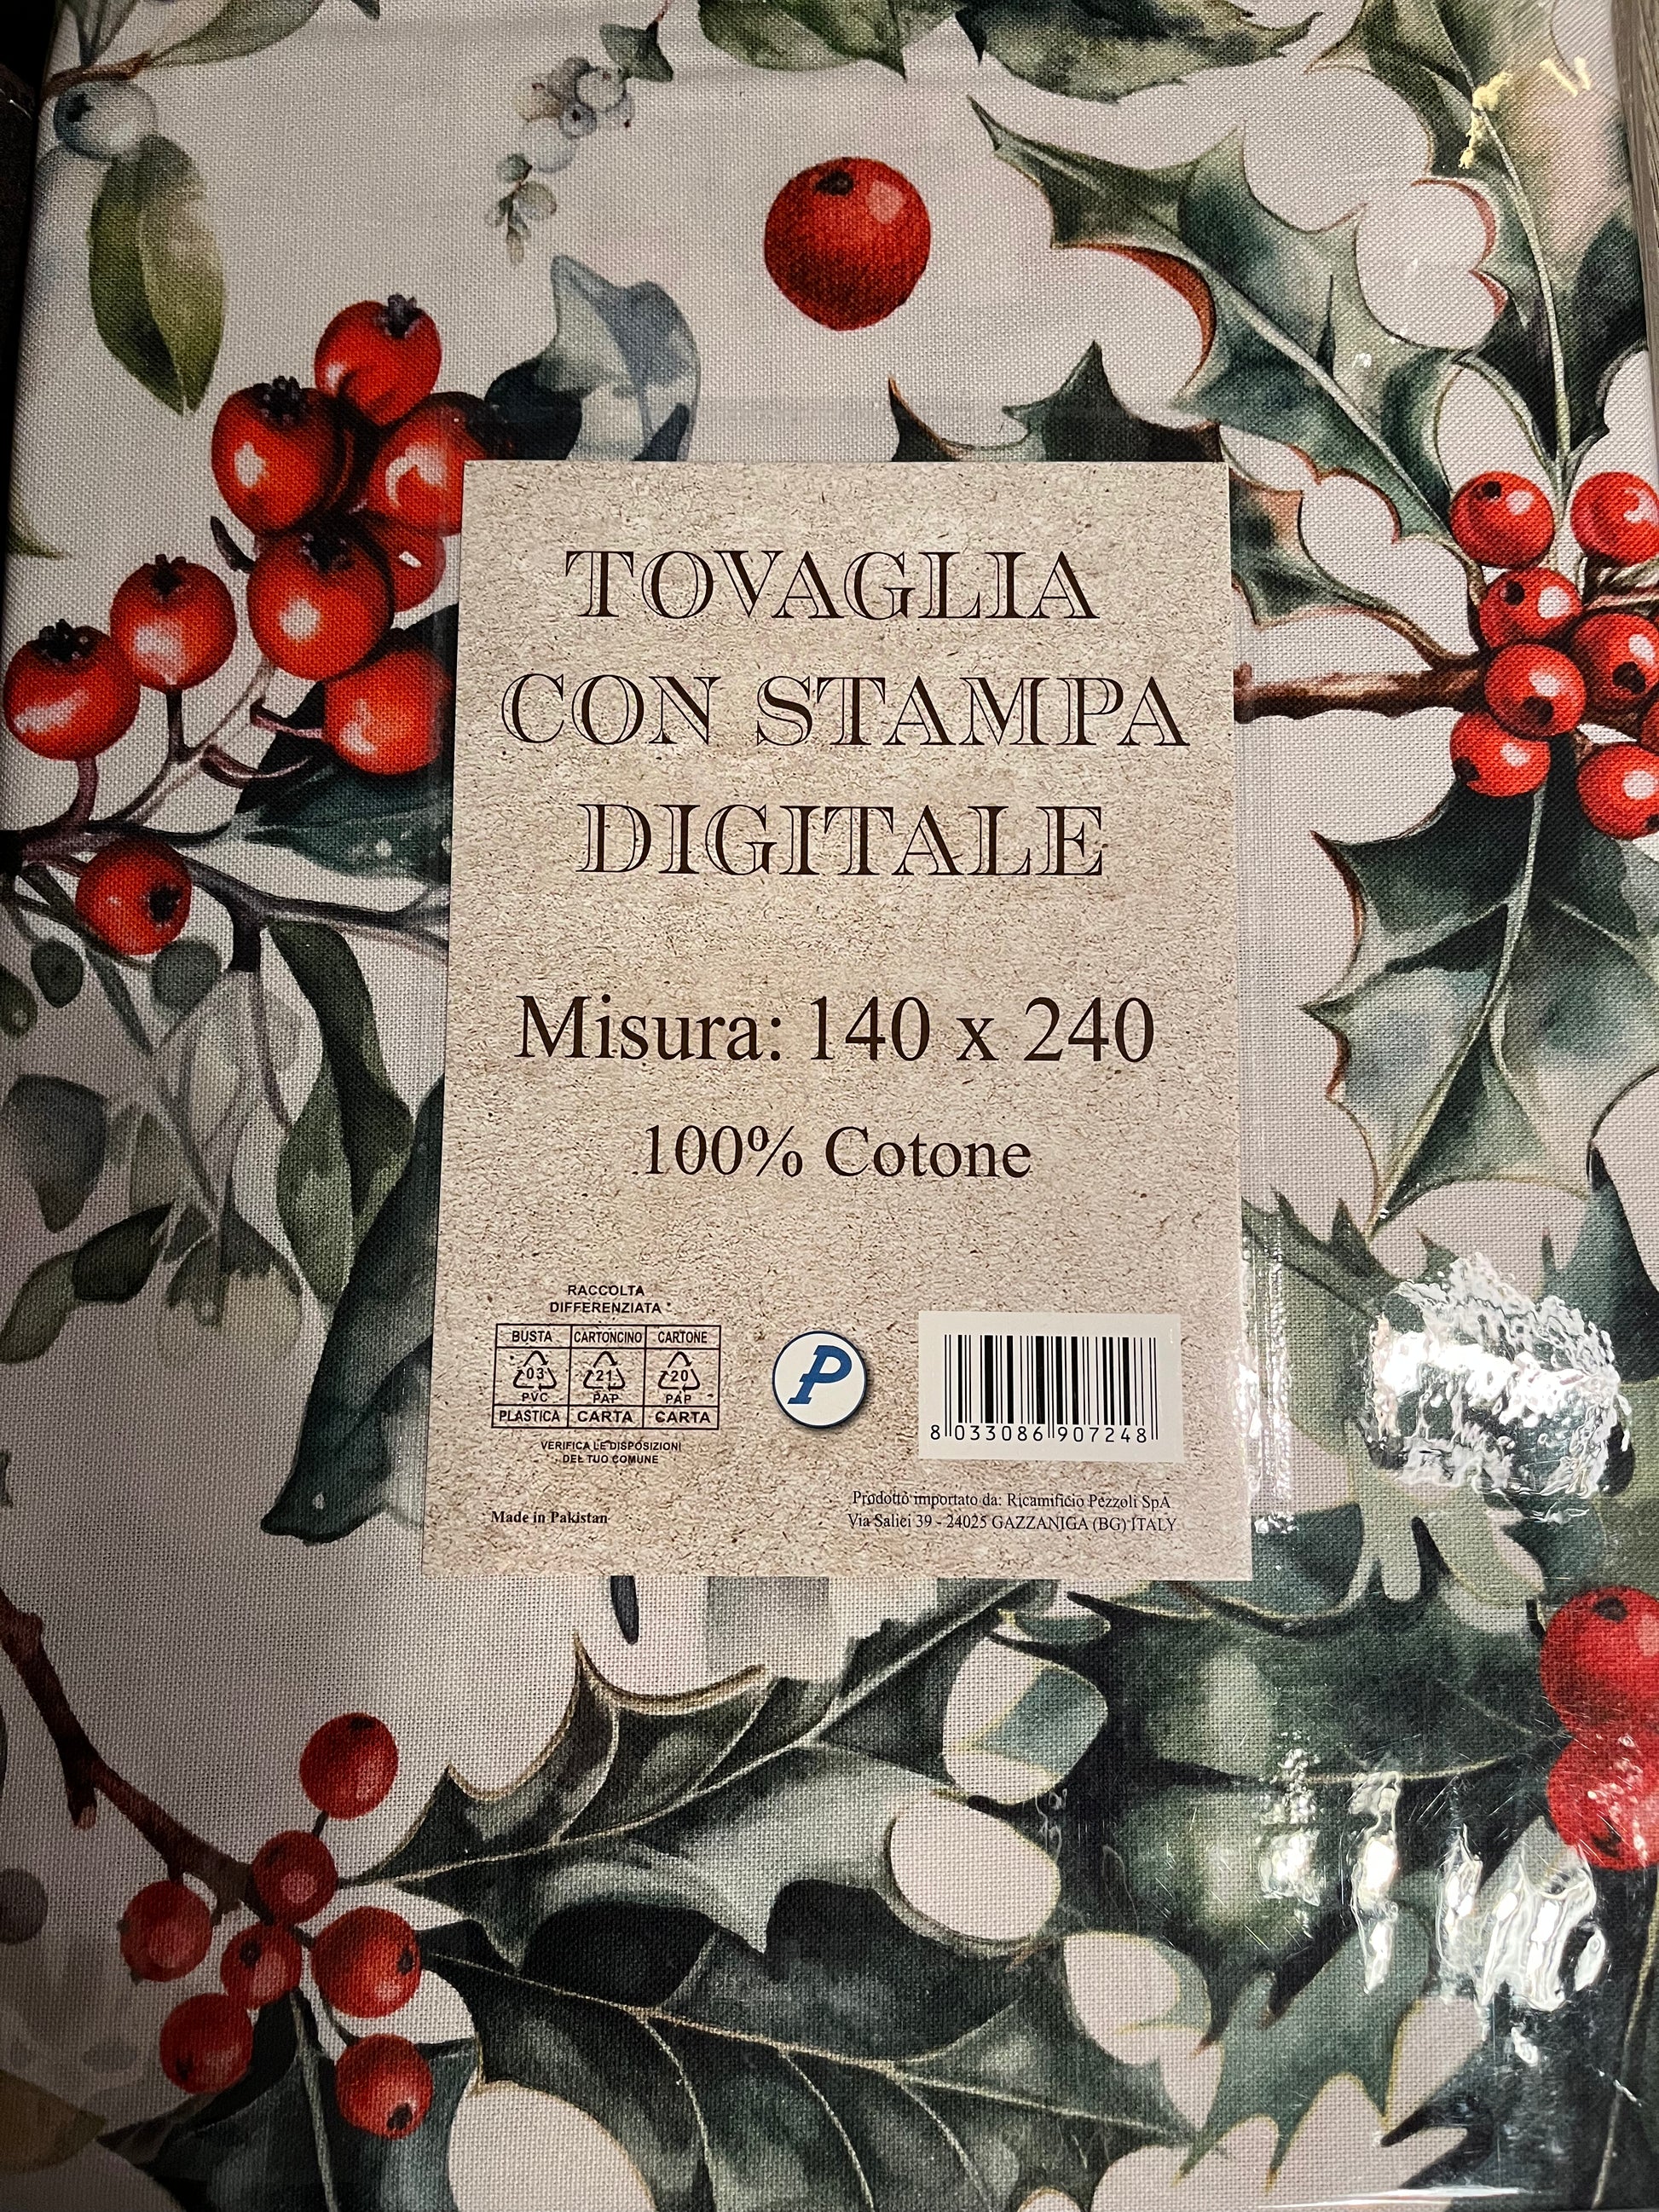 TOVAGLIA
CON STAMPA
DIGITALE
Misura: 140 x 240
100% Cotone
RACCOLTA
DIFFERENZIATA
BUSTA CARTONCINO CARTONE
03 21 20
PVC PAP PAP
PLASTICA CARTA CARTA
VERIFICA LE DISPOSIZIONI
DEL TUO COMUNE
Made in Pakistan
P
8 033086 907248
Prodotto importato da: Ricamificio Pezzoli SpA
Via Salici 39 - 24025 GAZZANIGA (BG) ITALY